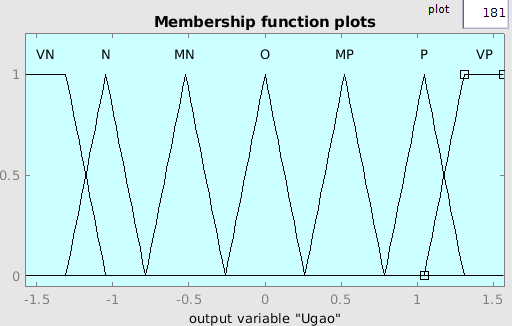 plot
181
Membership function plots
VN N MN O MP P VP
1
0.5
0
-1.5 -1 -0.5 0 0.5 1 1.5
output variable "Ugao"